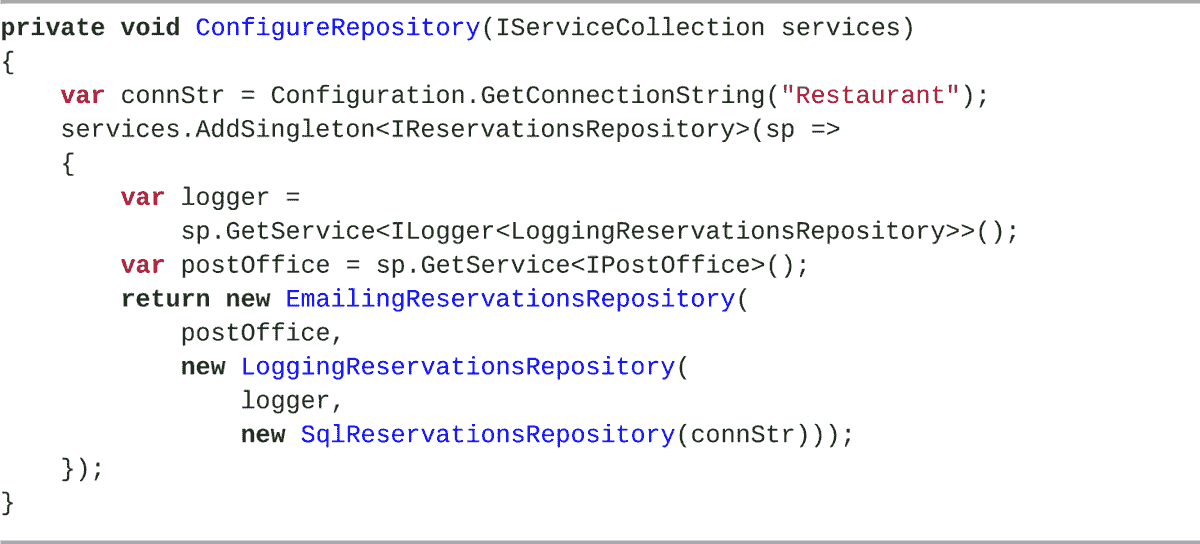 private void ConfigureRepository(IServiceCollection services)
{
    var connStr = Configuration.GetConnectionString("Restaurant");
    services.AddSingleton<IReservationsRepository>(sp =>
    {
        var logger =
            sp.GetService<ILogger<LoggingReservationsRepository>>();
        var postOffice = sp.GetService<IPostOffice>();
        return new EmailingReservationsRepository(
            postOffice,
            new LoggingReservationsRepository(
                logger,
                new SqlReservationsRepository(connStr)));
    });
}